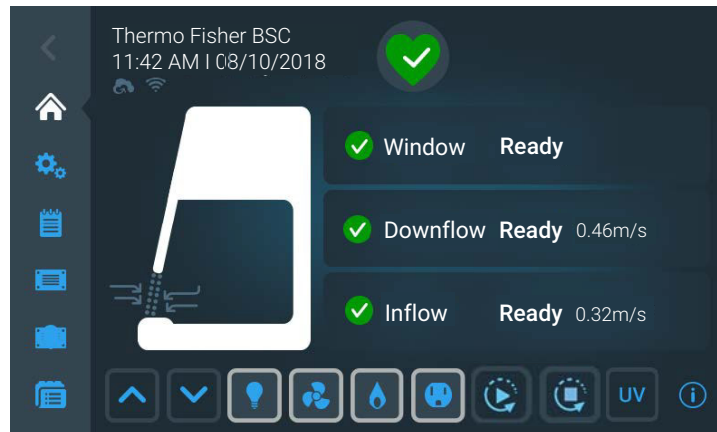 Thermo Fisher BSC
11:42 AM I 08/10/2018
Window Ready
Downflow Ready 0.46m/s
Inflow Ready 0.32m/s
UV